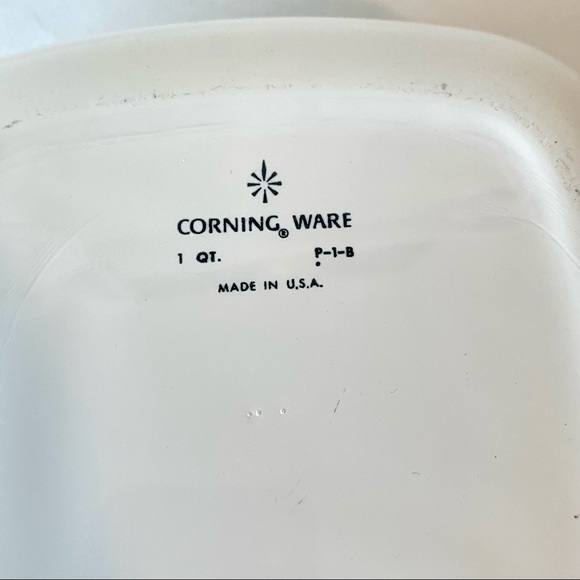 CORNING® WARE
1 QT. P-1-B
MADE IN U.S.A.